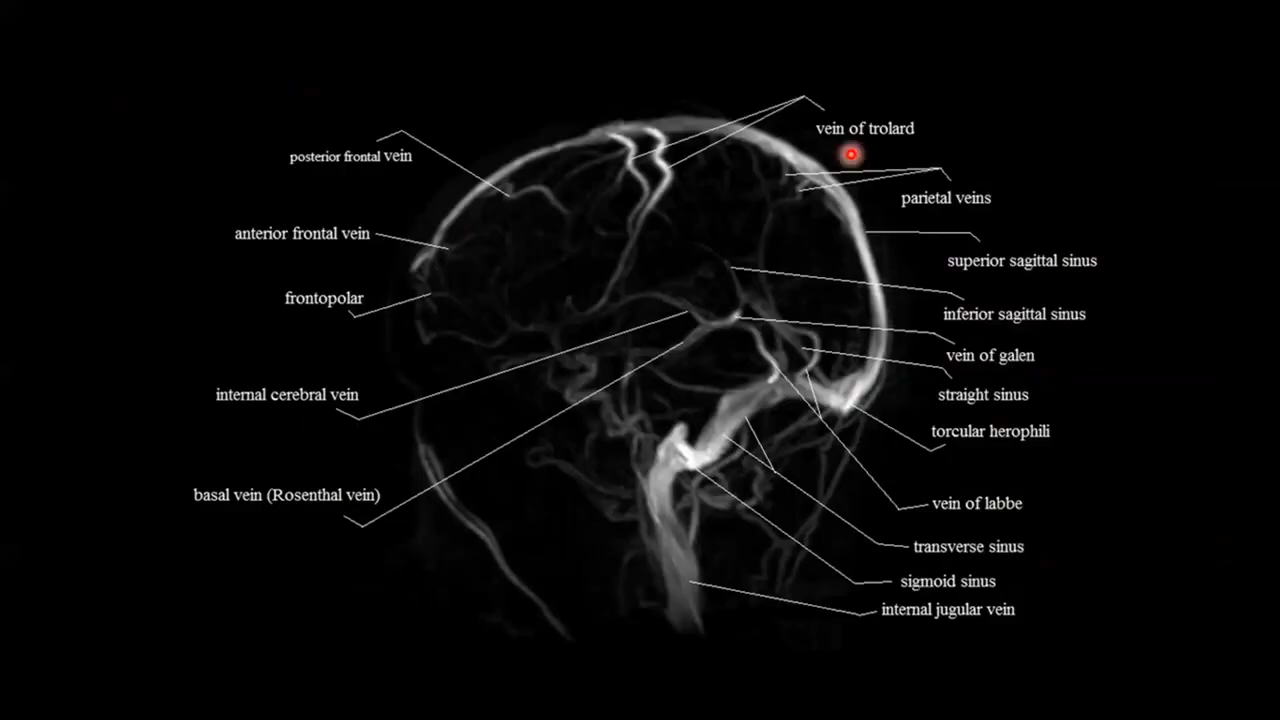 vein of trolard
posterior frontal vein
parietal veins
anterior frontal vein
superior sagittal sinus
frontopolar
inferior sagittal sinus
vein of galen
internal cerebral vein
straight sinus
torcular herophili
basal vein (Rosenthal vein)
vein of labbe
transverse sinus
sigmoid sinus
internal jugular vein